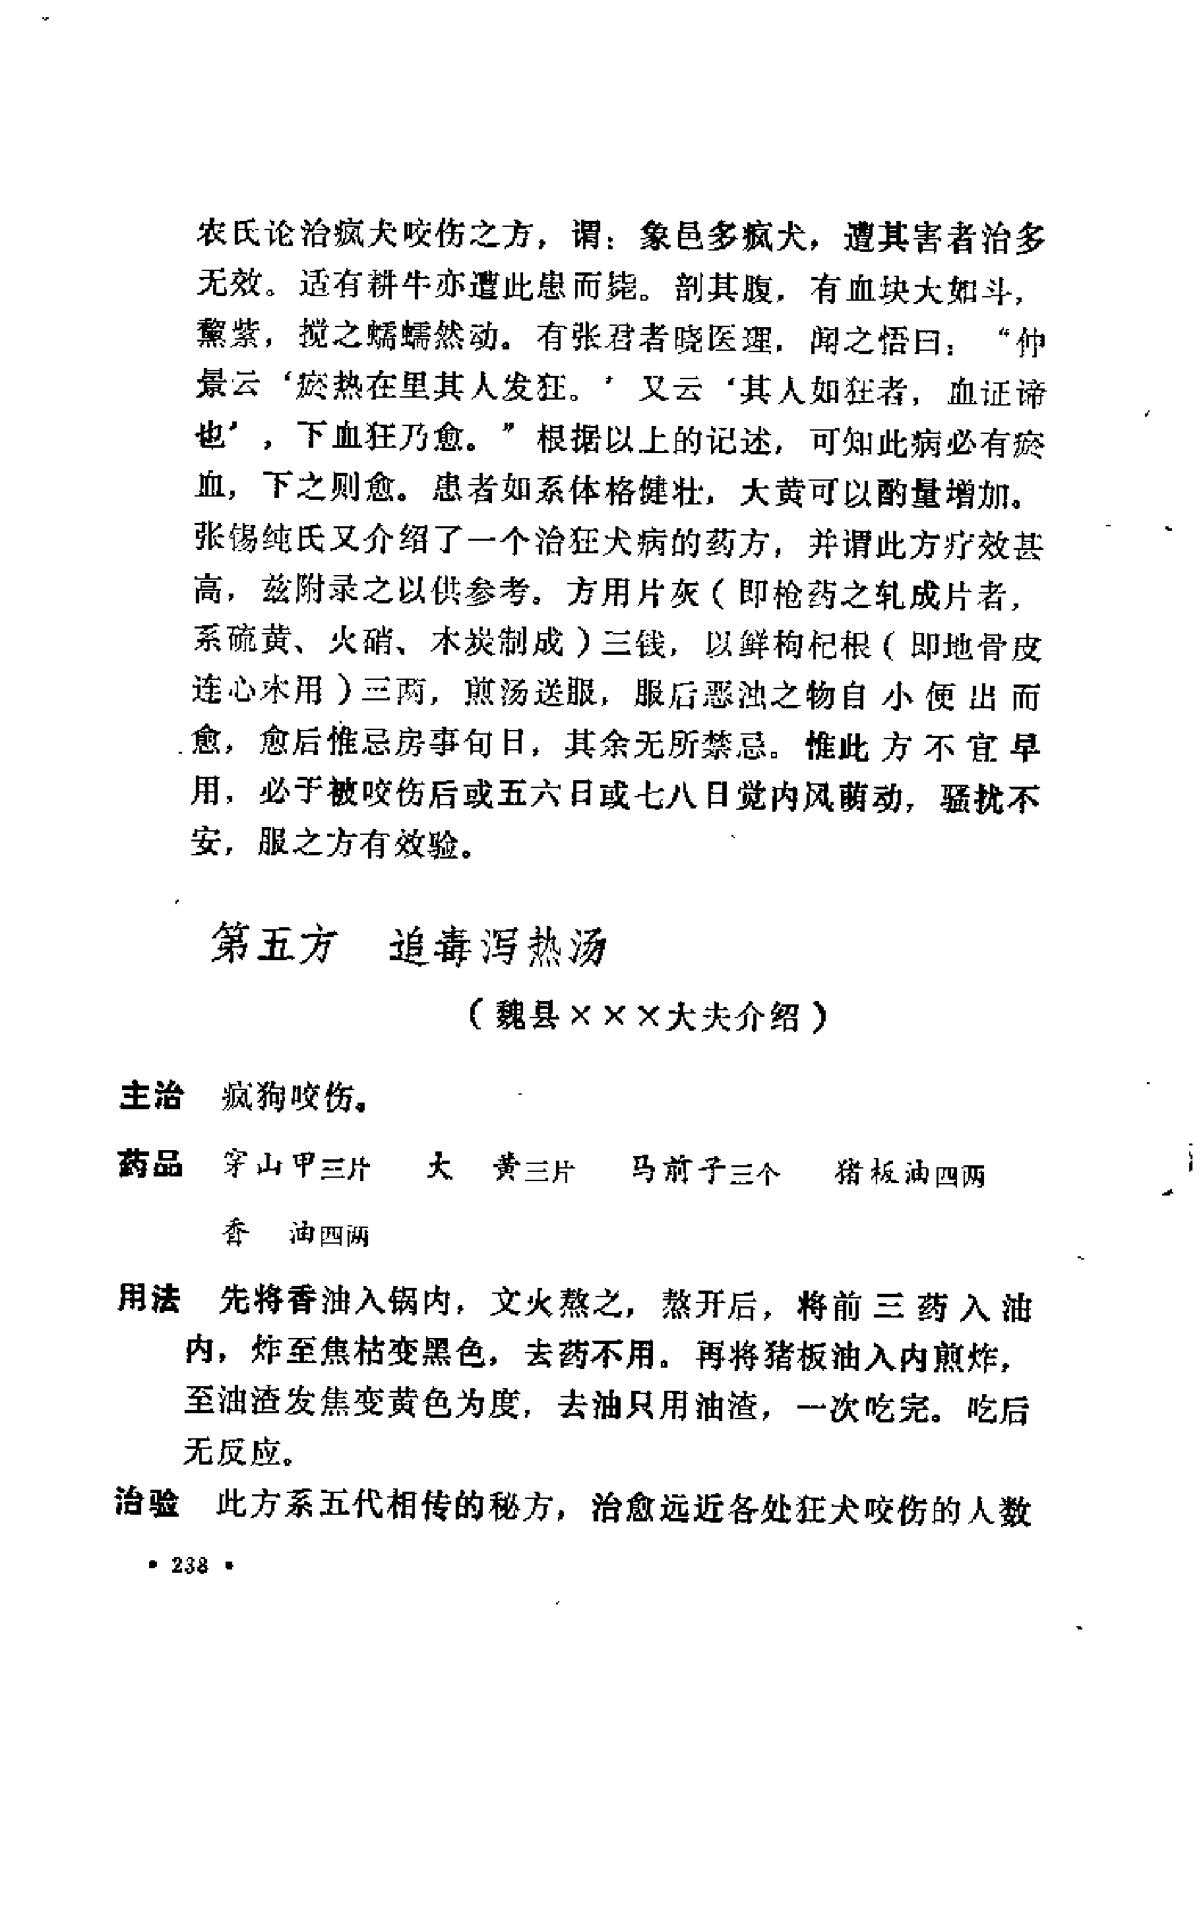 农氏论治疯犬咬伤之方，谓：象邑多疯犬，遭其害者治多
无效。适有耕牛亦遭此患而毙。剖其腹，有血块大如斗，
黧紫，搅之蠕蠕然动。有张君者晓医理，闻之悟曰：“仲
景云‘瘀热在里其人发狂。’又云‘其人如狂者，血证谛
也’，下血狂乃愈。”根据以上的记述，可知此病必有瘀
血，下之则愈。患者如系体格健壮，大黄可以酌量增加。
张锡纯氏又介绍了一个治狂犬病的药方，并谓此方疗效甚
高，兹附录之以供参考。方用片灰（即枪药之轧成片者，
系硫黄、火硝、木炭制成）三钱，以鲜枸杞根（即地骨皮
连心末用）三两，煎汤送服，服后恶浊之物自小便出而
愈，愈后惟忌房事旬日，其余无所禁忌。惟此方不宜早
用，必于被咬伤后或五六日或七八日觉内风萌动，骚扰不
安，服之方有效验。
第五方 追毒泻热汤
（魏县×××大夫介绍）
主治 疯狗咬伤。
药品 穿山甲三片 大 黄三片 马前子三个 猪板油四两
香 油四两
用法 先将香油入锅内，文火熬之，熬开后，将前三药入油
内，炸至焦枯变黑色，去药不用。再将猪板油入内煎炸，
至油渣发焦变黄色为度，去油只用油渣，一次吃完。吃后
无反应。
治验 此方系五代相传的秘方，治愈远近各处狂犬咬伤的人数
• 238 •